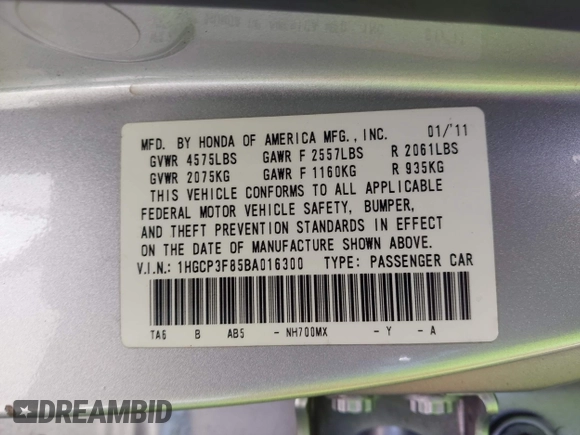 MFD. BY HONDA OF AMERICA MFG., INC. 01/'11
GVWR 4575LBS GAWR F 2557LBS R 2061LBS
GVWR 2075KG GAWR F 1160KG R 935KG
THIS VEHICLE CONFORMS TO ALL APPLICABLE
FEDERAL MOTOR VEHICLE SAFETY, BUMPER,
AND THEFT PREVENTION STANDARDS IN EFFECT
ON THE DATE OF MANUFACTURE SHOWN ABOVE.
V.I.N.: 1HGCP3F85BA016300 TYPE: PASSENGER CAR
TA6 B AB5 - NH700MX - Y - A
DREAMBID